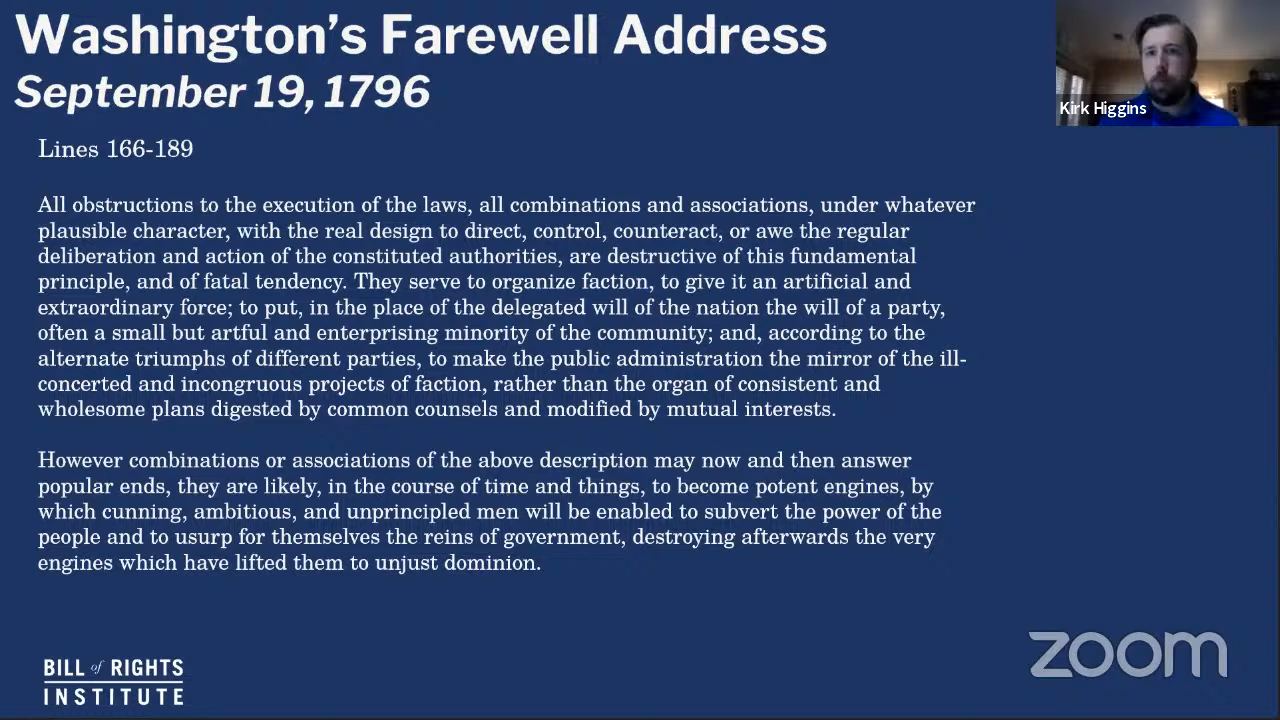 Washington's Farewell Address
September 19, 1796
Kirk Higgins
Lines 166-189
All obstructions to the execution of the laws, all combinations and associations, under whatever
plausible character, with the real design to direct, control, counteract, or awe the regular
deliberation and action of the constituted authorities, are destructive of this fundamental
principle, and of fatal tendency. They serve to organize faction, to give it an artificial and
extraordinary force; to put, in the place of the delegated will of the nation the will of a party,
often a small but artful and enterprising minority of the community; and, according to the
alternate triumphs of different parties, to make the public administration the mirror of the ill-
concerted and incongruous projects of faction, rather than the organ of consistent and
wholesome plans digested by common counsels and modified by mutual interests.
However combinations or associations of the above description may now and then answer
popular ends, they are likely, in the course of time and things, to become potent engines, by
which cunning, ambitious, and unprincipled men will be enabled to subvert the power of the
people and to usurp for themselves the reins of government, destroying afterwards the very
engines which have lifted them to unjust dominion.
BILL of RIGHTS
INSTITUTE
zoom